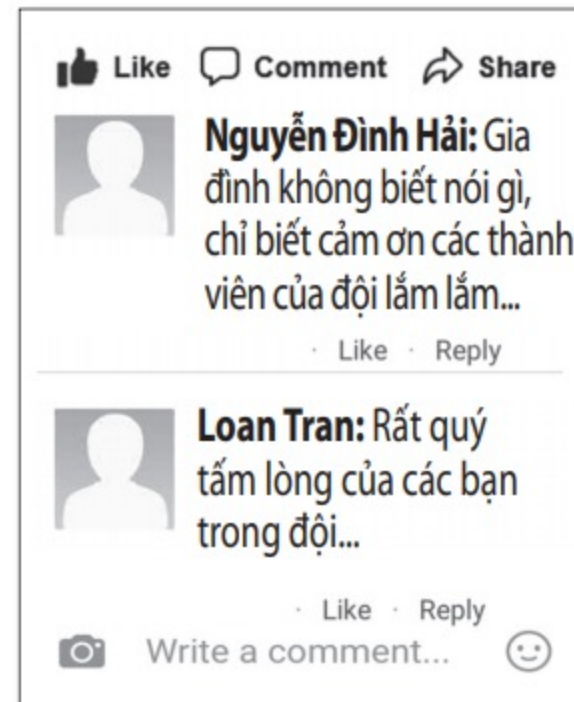 Like Comment Share
Nguyễn Đình Hải: Gia
đình không biết nói gì,
chỉ biết cảm ơn các thành
viên của đội lắm lắm...
· Like · Reply
Loan Tran: Rất quý
tấm lòng của các bạn
trong đội...
· Like · Reply
Write a comment...